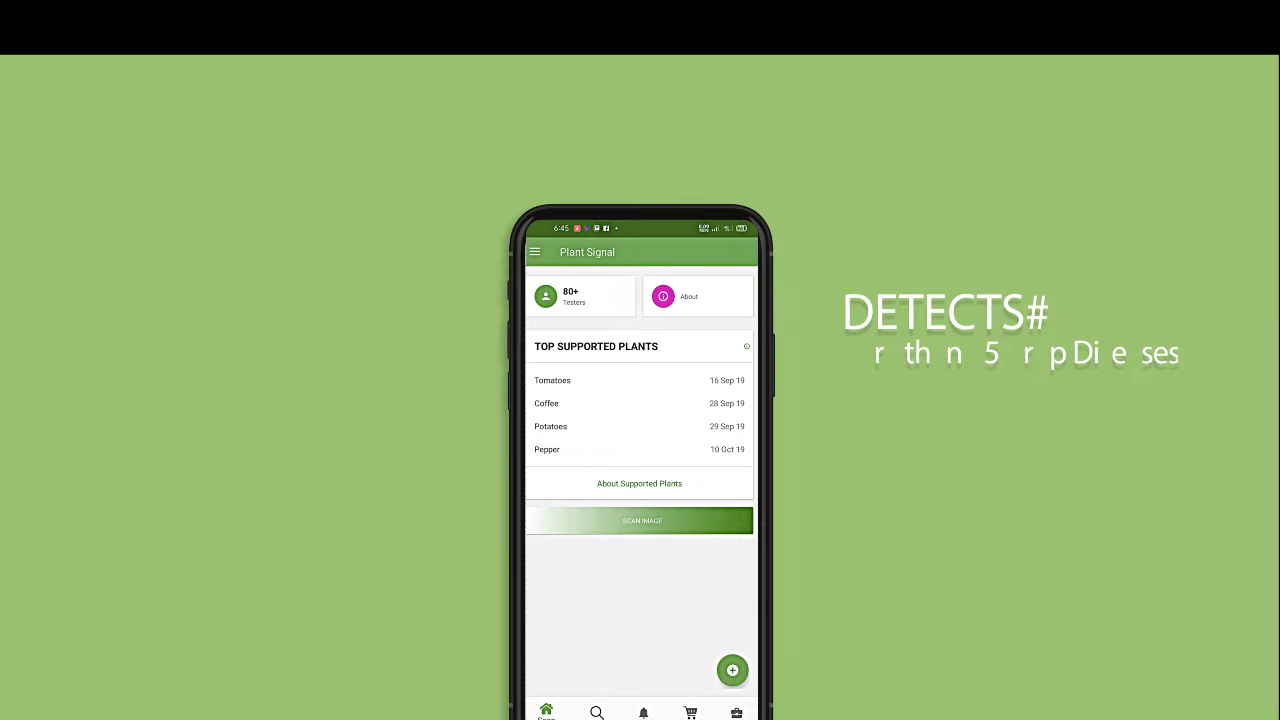 6:45
Plant Signal
80+
Testers
About
DETECTS#
TOP SUPPORTED PLANTS
Tomatoes 16 Sep 19
Coffee 28 Sep 19
Potatoes 29 Sep 19
Pepper 10 Oct 19
About Supported Plants
SCAN IMAGE